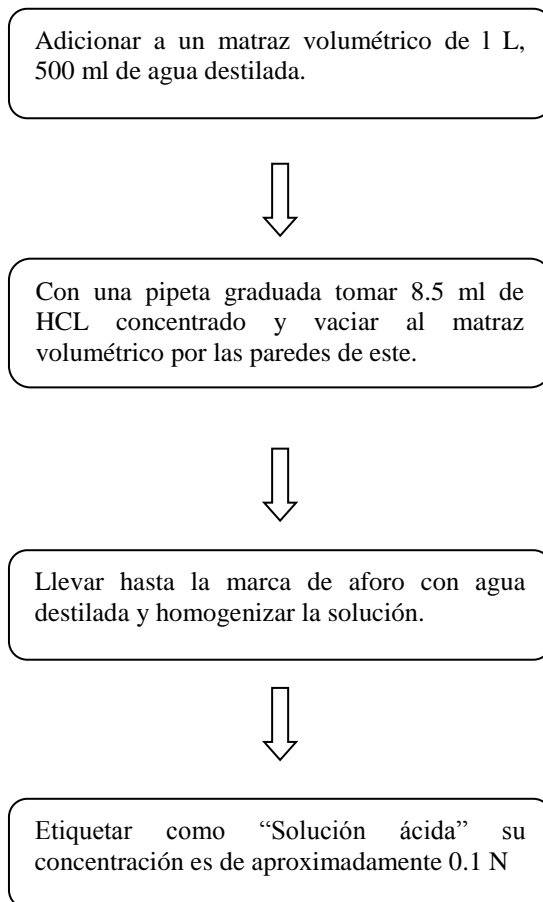 Adicionar a un matraz volumétrico de l L,
500 ml de agua destilada.
Con una pipeta graduada tomar 8.5 ml de
HCL concentrado y vaciar al matraz
volumétrico por las paredes de este.
Llevar hasta la marca de aforo con agua
destilada y homogenizar la solución.
Etiquetar como “Solución ácida” su
concentración es de aproximadamente 0.1 N